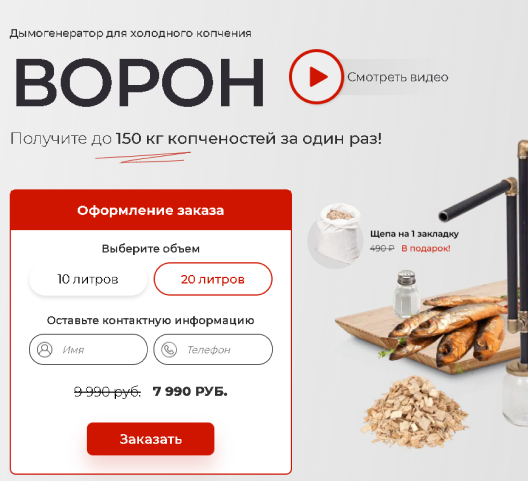 Дымогенератор для холодного копчения
ВОРОН
Смотреть видео
Получите до 150 кг копченостей за один раз!
Оформление заказа
Выберите объем
10 литров
20 литров
Оставьте контактную информацию
Имя
Телефон
9 990 руб. 7 990 РУБ.
Заказать
Щепа на 1 закладку
490 ₽ В подарок!